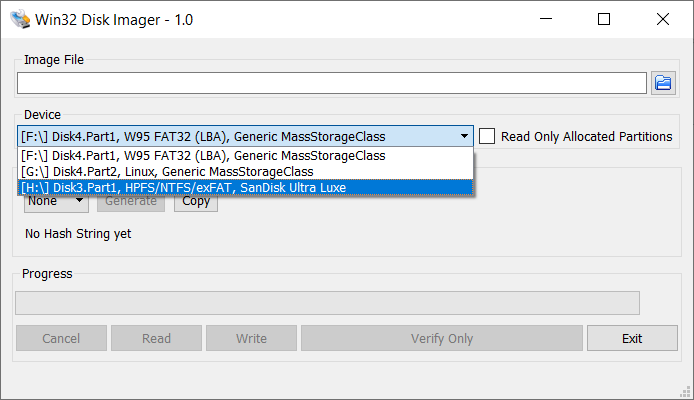 Win32 Disk Imager - 1.0
Image File
Device
[F:\] Disk4.Part1, W95 FAT32 (LBA), Generic MassStorageClass
Read Only Allocated Partitions
[F:\] Disk4.Part1, W95 FAT32 (LBA), Generic MassStorageClass
[G:\] Disk4.Part2, Linux, Generic MassStorageClass
[H:\] Disk3.Part1, HPFS/NTFS/exFAT, SanDisk Ultra Luxe
None Generate Copy
No Hash String yet
Progress
Cancel Read Write Verify Only Exit